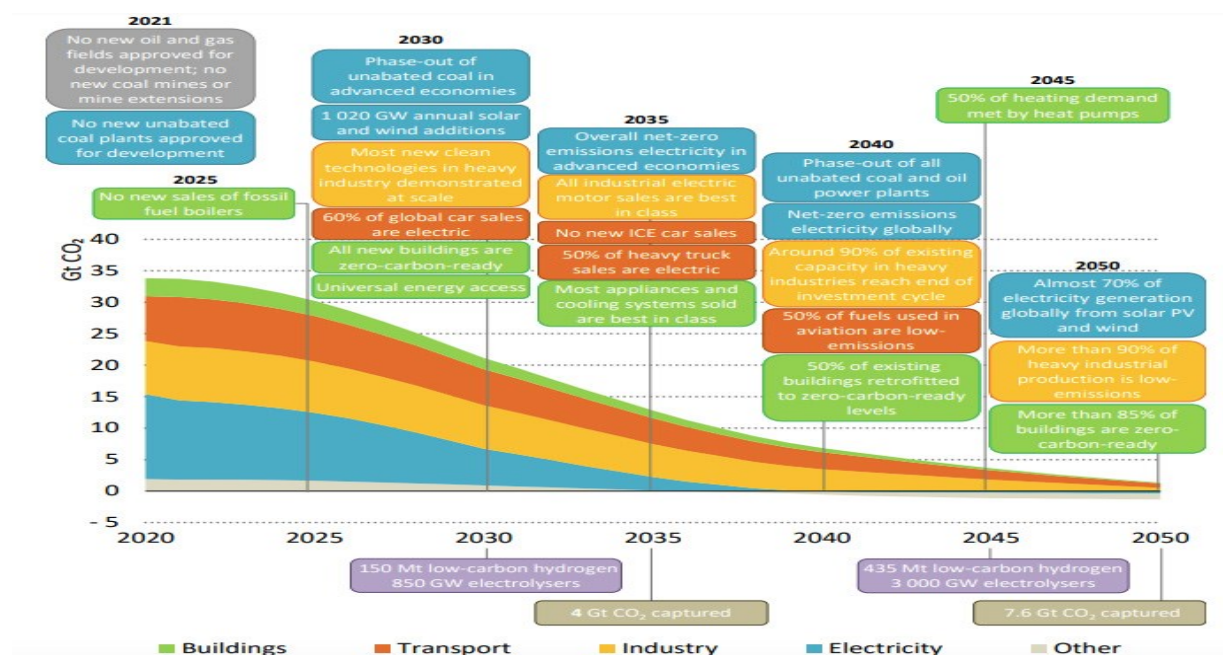 2021
No new oil and gas
fields approved for
development; no
new coal mines or
mine extensions
No new unabated
coal plants approved
for development
2025
No new sales of fossil
fuel boilers
2030
Phase-out of
unabated coal in
advanced economies
1 020 GW annual solar
and wind additions
Most new clean
technologies in heavy
industry demonstrated
at scale
60% of global car sales
are electric
All new buildings are
zero-carbon-ready
Universal energy access
2035
Overall net-zero
emissions electricity in
advanced economies
All industrial electric
motor sales are best
in class
No new ICE car sales
50% of heavy truck
sales are electric
Most appliances and
cooling systems sold
are best in class
2040
Phase-out of all
unabated coal and oil
power plants
Net-zero emissions
electricity globally
Around 90% of existing
capacity in heavy
industries reach end of
investment cycle
50% of fuels used in
aviation are low-
emissions
50% of existing
buildings retrofitted
to zero-carbon-ready
levels
2045
50% of heating demand
met by heat pumps
2050
Almost 70% of
electricity generation
globally from solar PV
and wind
More than 90% of
heavy industrial
production is low-
emissions
More than 85% of
buildings are zero-
carbon-ready
Gt CO₂
40
35
30
25
20
15
10
5
0
- 5
2020 2025 2030 2035 2040 2045 2050
150 Mt low-carbon hydrogen
850 GW electrolysers
4 Gt CO₂ captured
435 Mt low-carbon hydrogen
3 000 GW electrolysers
7.6 Gt CO₂ captured
Buildings Transport Industry Electricity Other